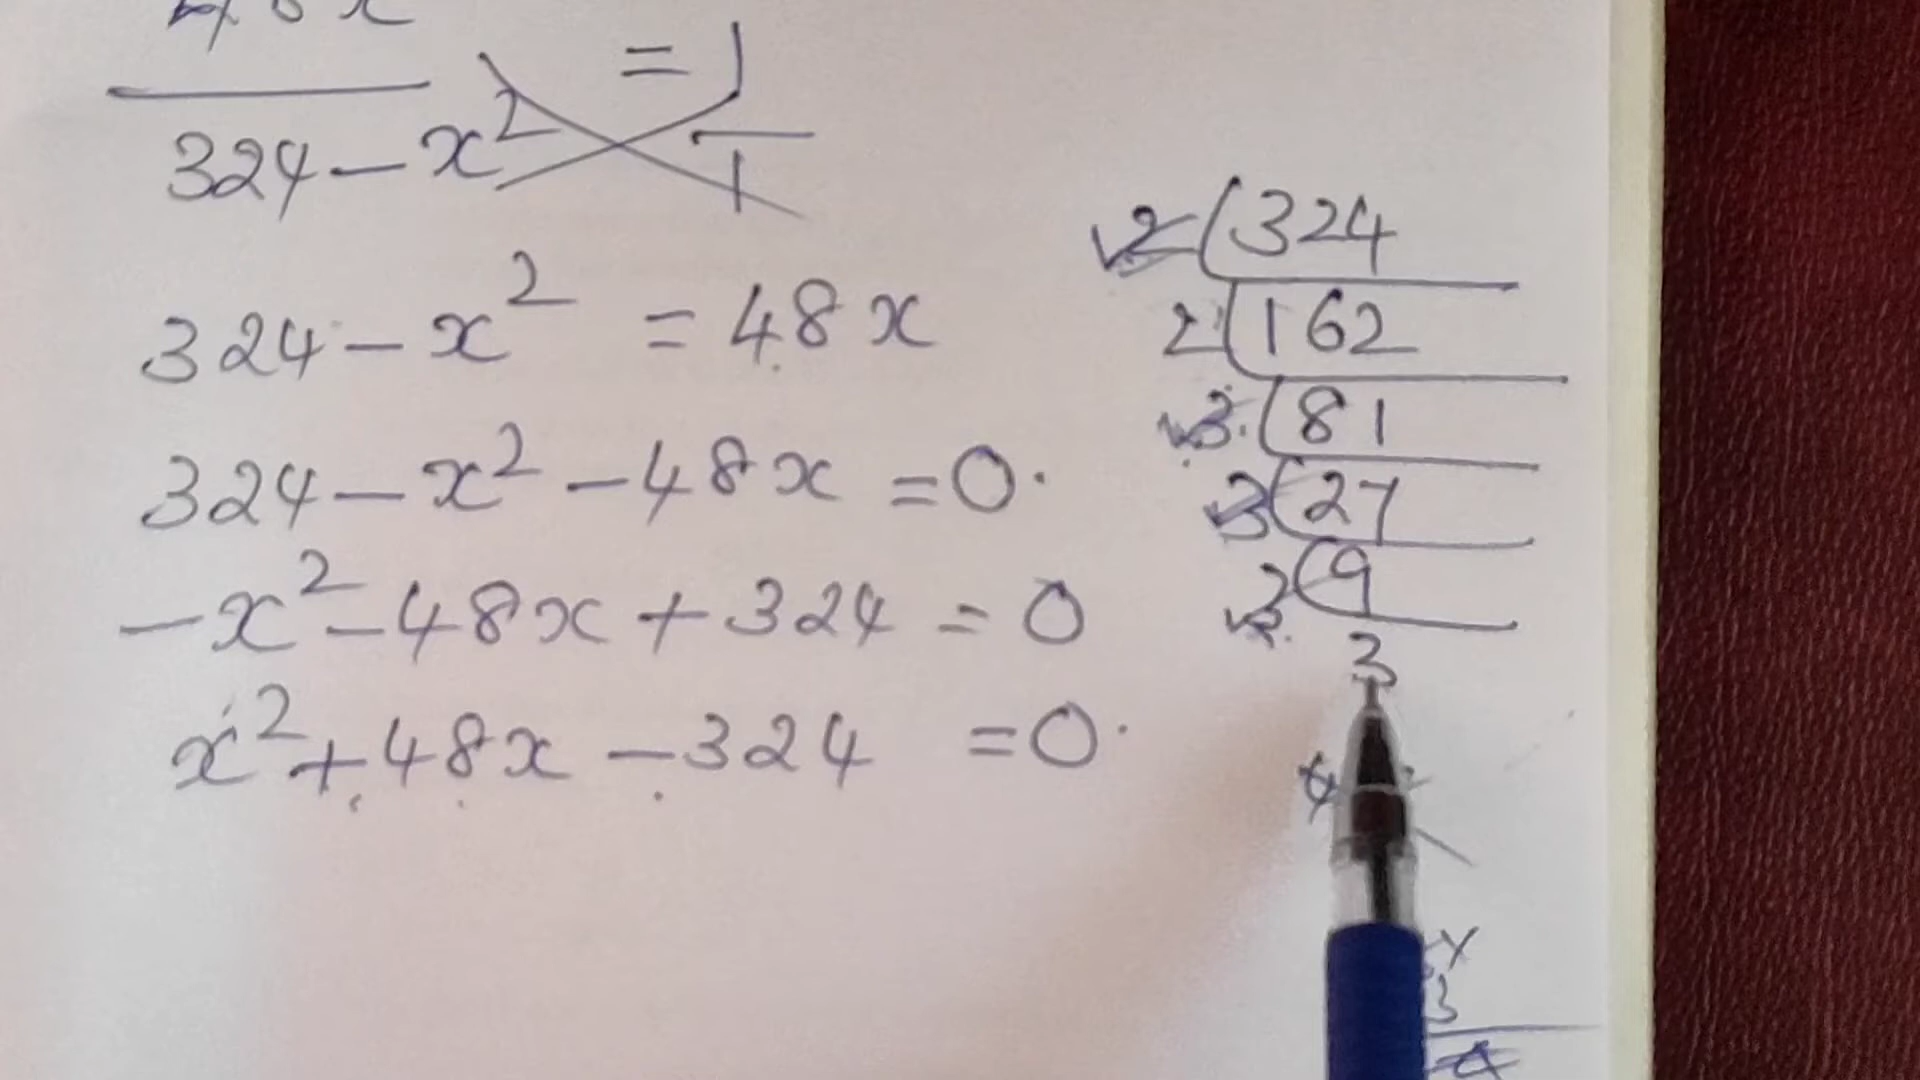 48x
324 - x² = 1/1
324 - x² = 48x
324 - x² - 48x = 0.
-x² - 48x + 324 = 0
x² + 48x - 324 = 0.
2 | 324
2 | 162
3 | 81
3 | 27
3 | 9
3